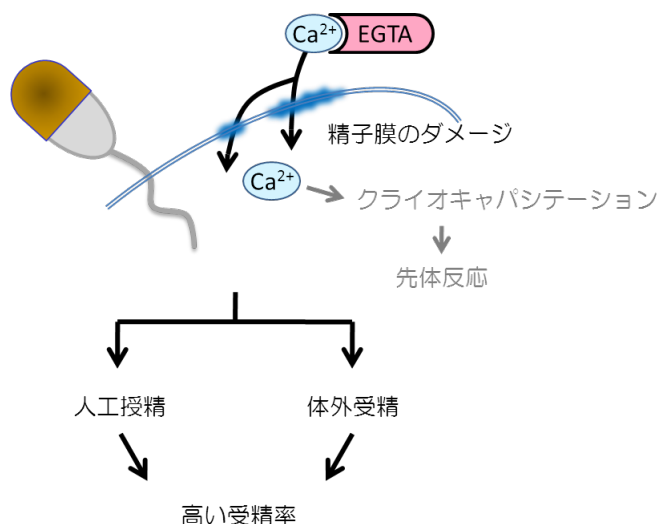 Ca2+ EGTA
精子膜のダメージ
Ca2+
クライオキャパシテーション
先体反応
人工授精
体外受精
高い受精率